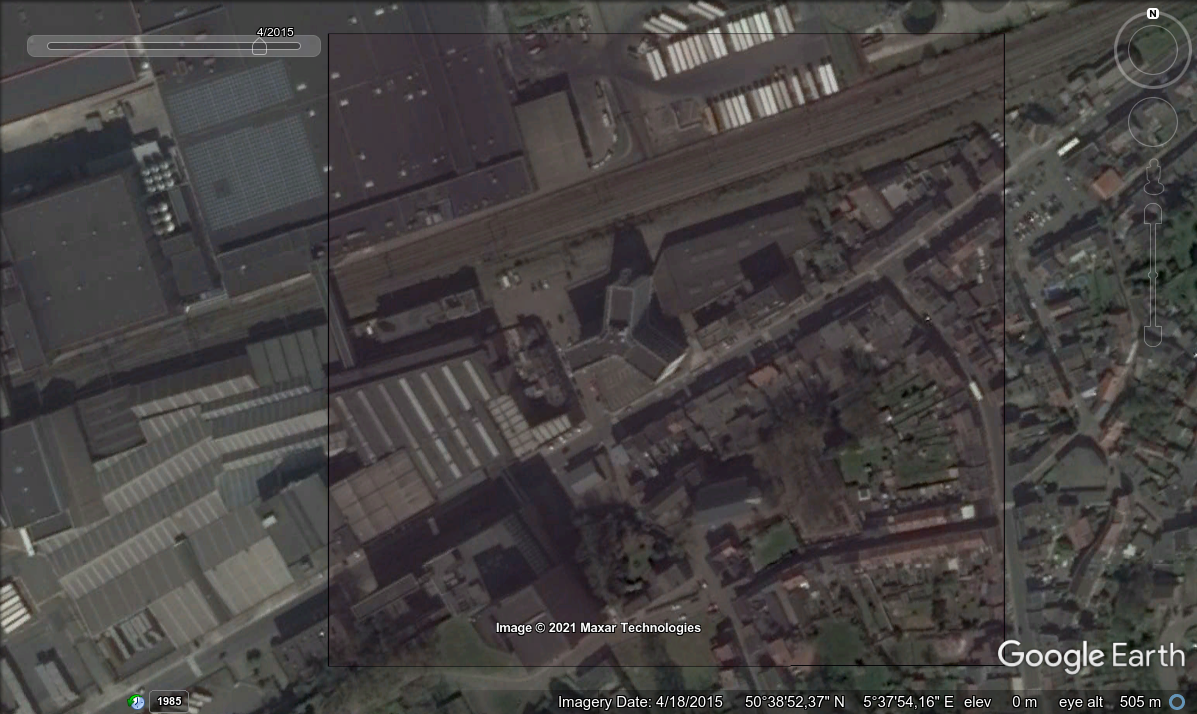 4/2015
N
Image © 2021 Maxar Technologies
Google Earth
1985
Imagery Date: 4/18/2015 50°38'52,37" N 5°37'54,16" E elev 0 m eye alt 505 m